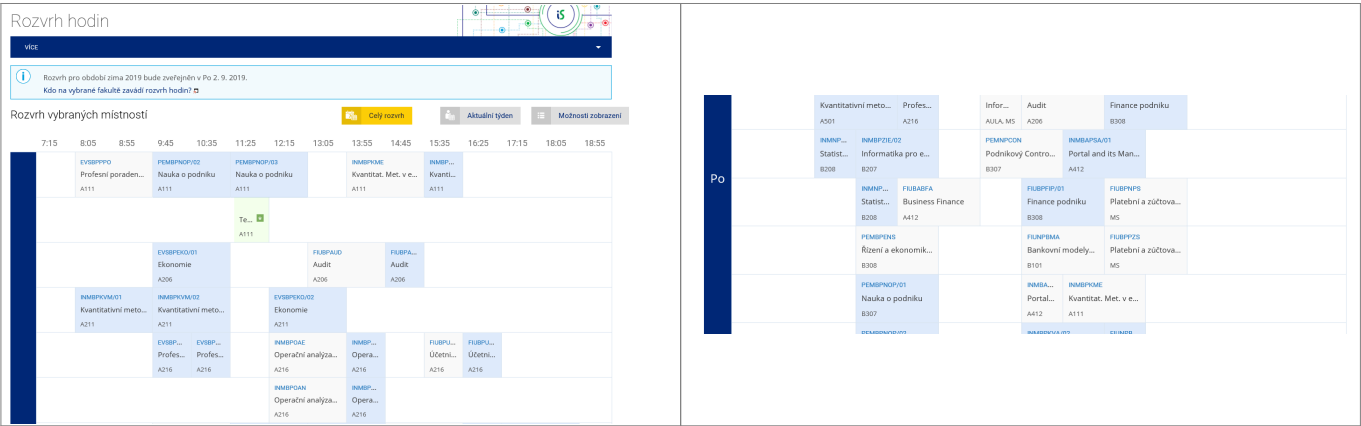 Rozvrh hodin
iS
VÍCE
Rozvrh pro období zima 2019 bude zveřejněn v Po 2. 9. 2019.
Kdo na vybrané fakultě zavádí rozvrh hodin?
Rozvrh vybraných místností
Celý rozvrh
Aktuální týden
Možnosti zobrazení
7:15 8:05 8:55 9:45 10:35 11:25 12:15 13:05 13:55 14:45 15:35 16:25 17:15 18:05 18:55
EVSBPPPO PEMBPNOP/02 PEMBPNOP/03 INMBPKME INMBP...
Profesní poraden... Nauka o podniku Nauka o podniku Kvantitat. Met. v e... Kvanti...
A111 A111 A111 A111 A111
Te...
A111
EVSBPEKO/01 FIUBPAUD FIUBPA...
Ekonomie Audit Audit
A206 A206 A206
INMBPKVM/01 INMBPKVM/02 EVSBPEKO/02
Kvantitativní meto... Kvantitativní meto... Ekonomie
A211 A211 A211
EVSBP... EVSBP... INMBPOAE INMBP... FIUBPU... FIUBPU...
Profes... Profes... Operační analýza... Opera... Účetni... Účetni...
A216 A216 A216 A216 A216 A216
INMBPOAN INMBP...
Operační analýza... Opera...
A216 A216
Po
Kvantitativní meto... Profes... Infor... Audit Finance podniku
A501 A216 AULA, MS A206 B308
INMNP... INMBPZIE/02 PEMNPCON INMBAPSA/01
Statist... Informatika pro e... Podnikový Contro... Portal and its Man...
B208 B207 B307 A412
INMNP... FIUBABFA FIUBPFIP/01 FIUBPNPS
Statist... Business Finance Finance podniku Platební a zúčtova...
B208 A412 B308 MS
PEMBPENS FIUNPBMA FIUBPPZS
Řízení a ekonomik... Bankovní modely... Platební a zúčtova...
B308 B101 MS
PEMBPNOP/01 INMBA... INMBPKME
Nauka o podniku Portal... Kvantitat. Met. v e...
B307 A412 A111